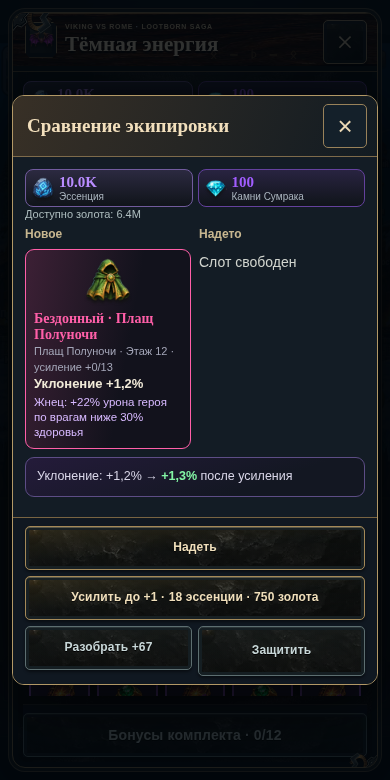 VIKING VS ROME · LOOTBORN SAGA
Тёмная энергия
10.0K
100
Сравнение экипировки
10.0K
Эссенция
100
Камни Сумрака
Доступно золота: 6.4M
Новое
Надето
Бездонный · Плащ
Полуночи
Плащ Полуночи · Этаж 12 ·
усиление +0/13
Уклонение +1,2%
Жнец: +22% урона героя
по врагам ниже 30%
здоровья
Слот свободен
Уклонение: +1,2% → +1,3% после усиления
Надеть
Усилить до +1 · 18 эссенции · 750 золота
Разобрать +67
Защитить
Бонусы комплекта · 0/12